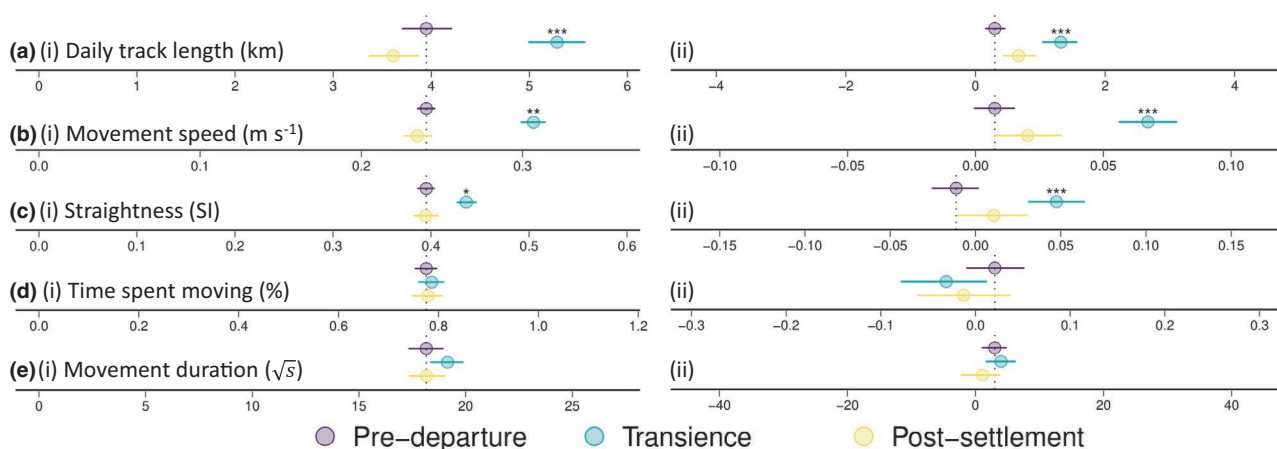 *** ***
(a) (i) Daily track length (km) (ii)
0 1 2 3 4 5 6 −4 −2 0 2 4
** ***
(b) (i) Movement speed (m s-1) (ii)
0.0 0.1 0.2 0.3 −0.10 −0.05 0.00 0.05 0.10
* ***
(c) (i) Straightness (SI) (ii)
0.0 0.1 0.2 0.3 0.4 0.5 0.6 −0.15 −0.10 −0.05 0.00 0.05 0.10 0.15
(d) (i) Time spent moving (%) (ii)
0.0 0.2 0.4 0.6 0.8 1.0 1.2 −0.3 −0.2 −0.1 0.0 0.1 0.2 0.3
(e) (i) Movement duration (√s) (ii)
0 5 10 15 20 25 −40 −20 0 20 40
Pre−departure Transience Post−settlement